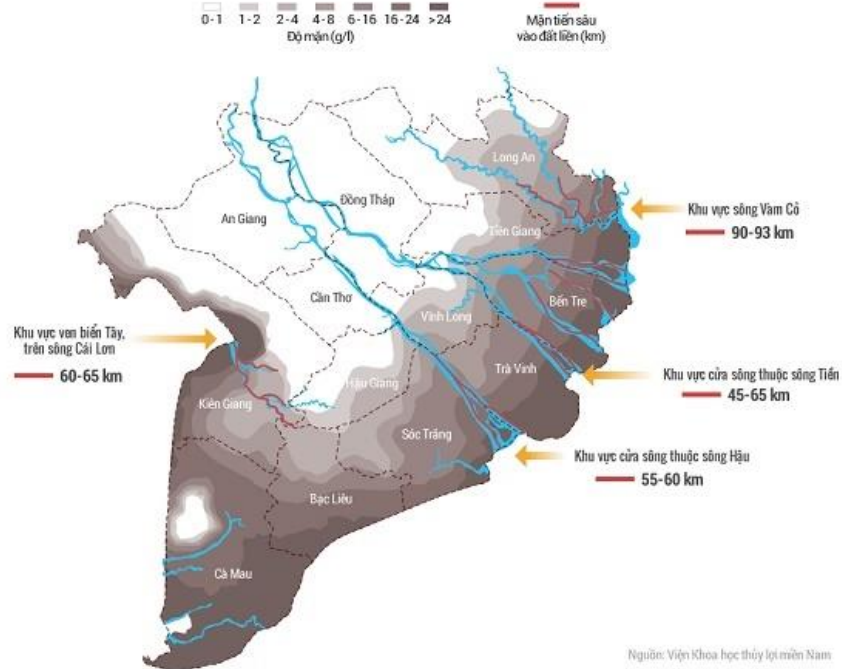 0-1 1-2 2-4 4-8 6-16 16-24 >24
Độ mặn (g/l)
Mặn tiến sâu
vào đất liền (km)
Long An
Đồng Tháp
An Giang
Khu vực sông Vàm Cỏ
90-93 km
Tiền Giang
Cần Thơ
Bến Tre
Vĩnh Long
Khu vực ven biển Tây,
trên sông Cái Lớn
60-65 km
Trà Vinh
Khu vực cửa sông thuộc sông Tiền
45-65 km
Hậu Giang
Kiên Giang
Sóc Trăng
Khu vực cửa sông thuộc sông Hậu
55-60 km
Bạc Liêu
Cà Mau
Nguồn: Viện Khoa học thủy lợi miền Nam